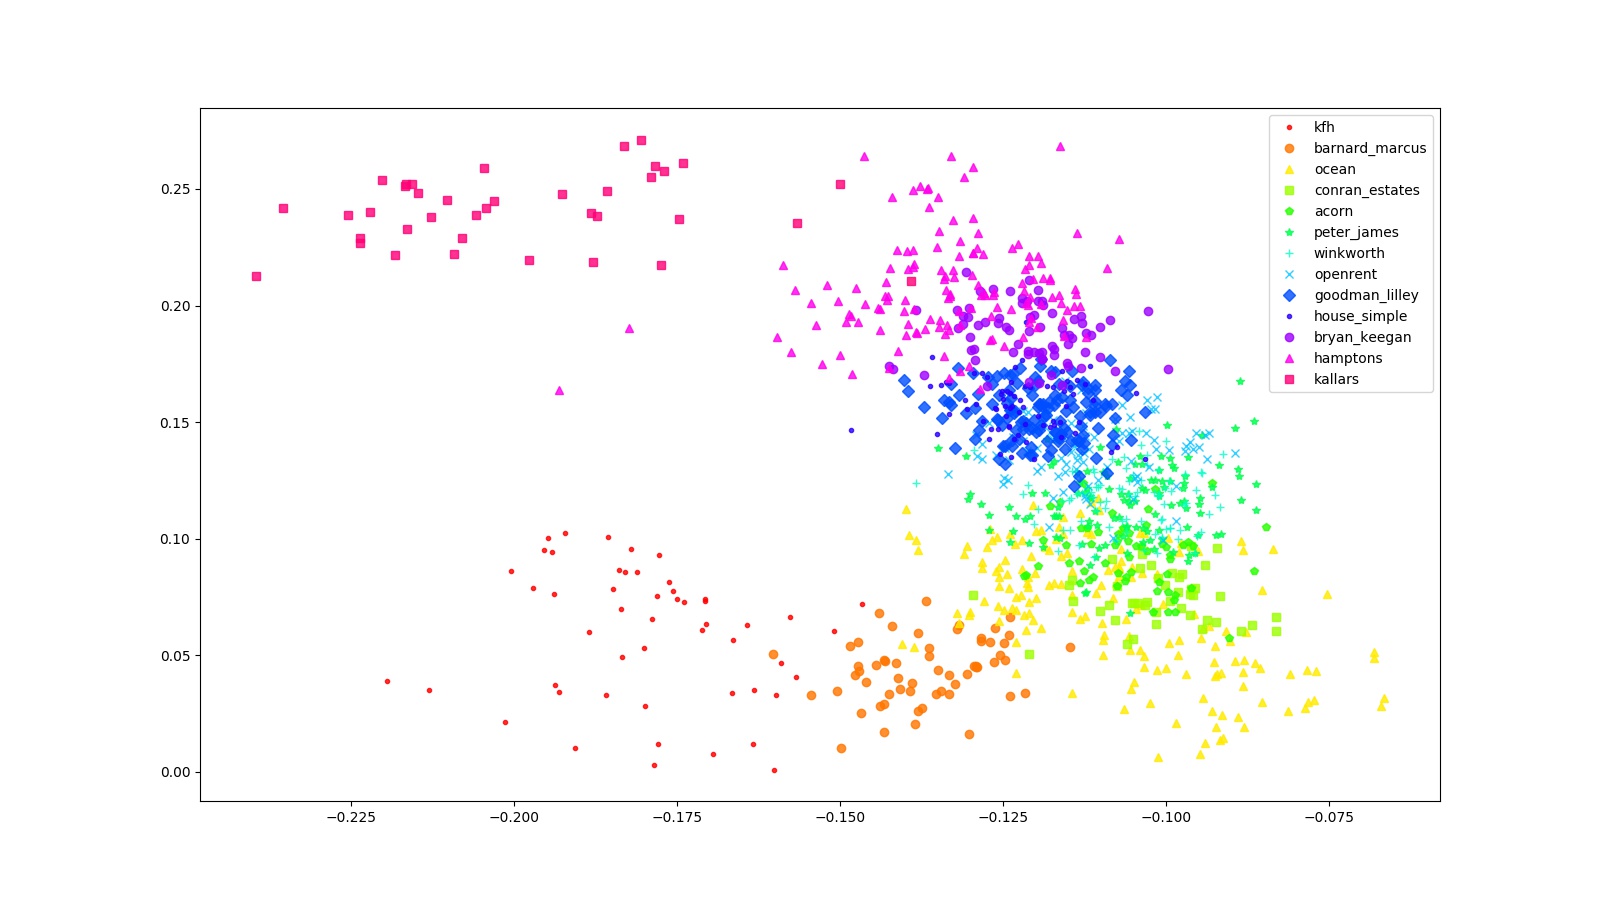 kfh
barnard_marcus
ocean
conran_estates
acorn
peter_james
winkworth
openrent
goodman_lilley
house_simple
bryan_keegan
hamptons
kallars
0.25
0.20
0.15
0.10
0.05
0.00
−0.225 −0.200 −0.175 −0.150 −0.125 −0.100 −0.075